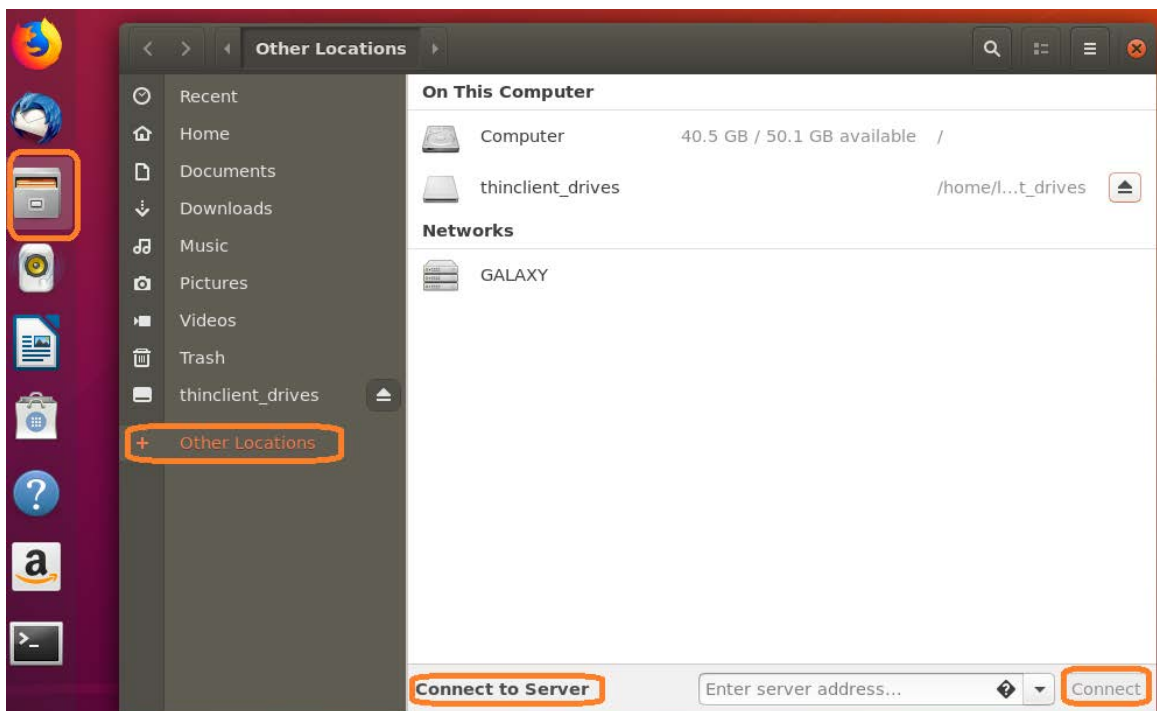 Other Locations
Recent
Home
Documents
Downloads
Music
Pictures
Videos
Trash
thinclient_drives
+ Other Locations
On This Computer
Computer 40.5 GB / 50.1 GB available /
thinclient_drives /home/l...t_drives
Networks
GALAXY
Connect to Server Enter server address... Connect
?
a
>_